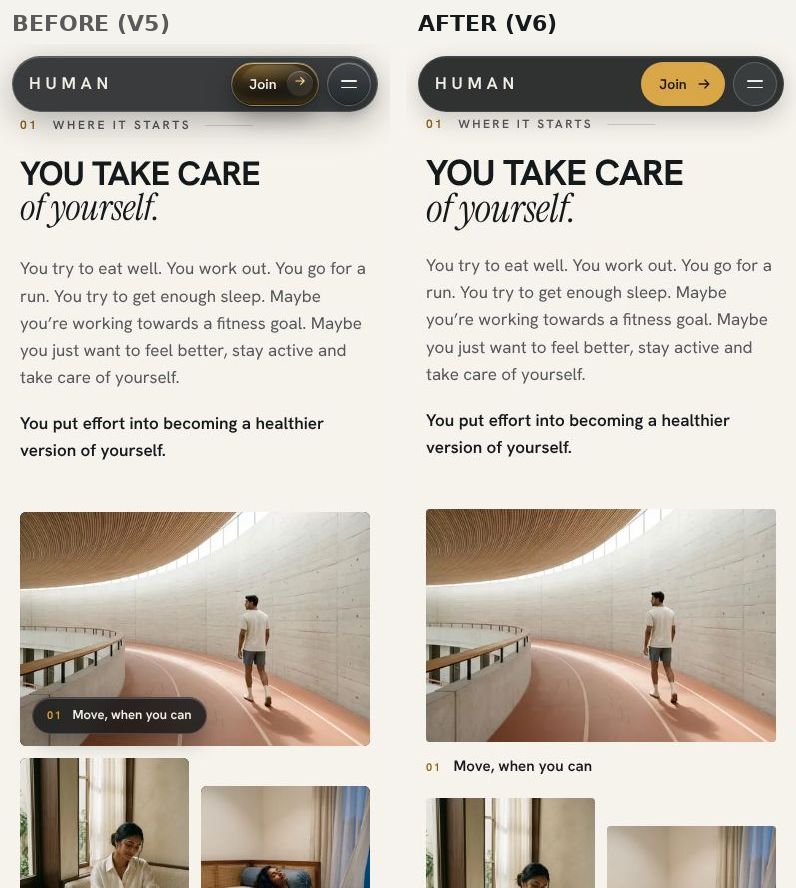 BEFORE (V5)
HUMAN
Join →
01 WHERE IT STARTS
YOU TAKE CARE
of yourself.
You try to eat well. You work out. You go for a
run. You try to get enough sleep. Maybe
you’re working towards a fitness goal. Maybe
you just want to feel better, stay active and
take care of yourself.
You put effort into becoming a healthier
version of yourself.
01 Move, when you can
AFTER (V6)
HUMAN
Join →
01 WHERE IT STARTS
YOU TAKE CARE
of yourself.
You try to eat well. You work out. You go for a
run. You try to get enough sleep. Maybe
you’re working towards a fitness goal. Maybe
you just want to feel better, stay active and
take care of yourself.
You put effort into becoming a healthier
version of yourself.
01 Move, when you can